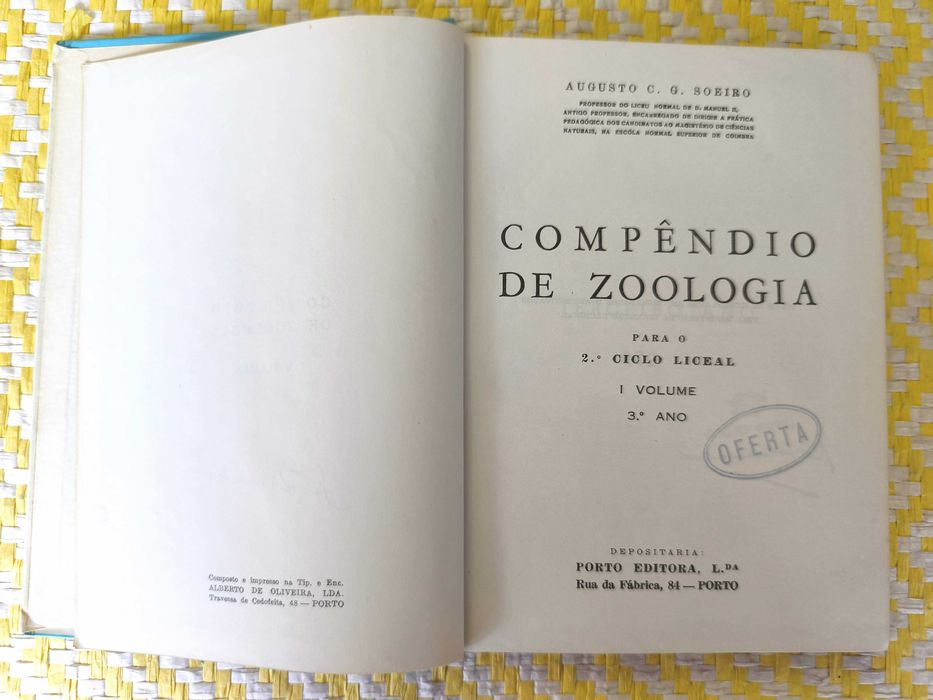 Composto e impresso na Tip. e Enc.
ALBERTO DE OLIVEIRA, LDA.
Travessa de Cedofeita, 48 — PORTO
AUGUSTO C. G. SOEIRO
PROFESSOR DO LICEU NORMAL DE D. MANUEL II,
ANTIGO PROFESSOR, ENCARREGADO DE DIRIGIR A PRÁTICA
PEDAGÓGICA DOS CANDIDATOS AO MAGISTÉRIO DE CIÊNCIAS
NATURAIS, NA ESCOLA NORMAL SUPERIOR DE COIMBRA
COMPÊNDIO
DE ZOOLOGIA
PARA O
2.º CICLO LICEAL
I VOLUME
3.º ANO
OFERTA
DEPOSITARIA:
PORTO EDITORA, L.DA
Rua da Fábrica, 84 — PORTO